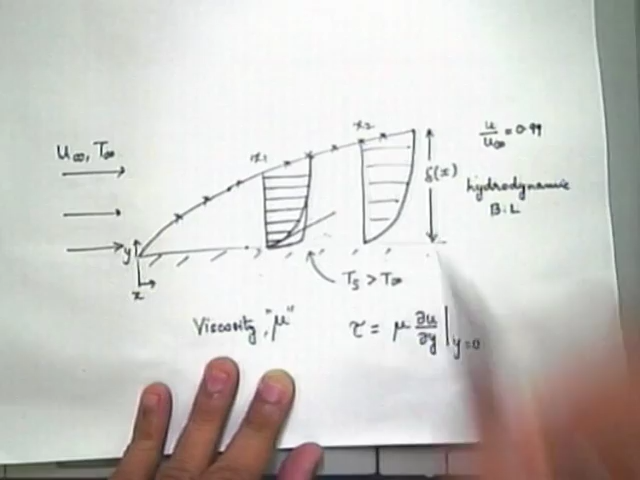 U∞, T∞
x₁
x₂
u/u∞ = 0.99
δ(x)
hydrodynamic
B.L
y
x
Ts > T∞
Viscosity, "μ"
τ = μ ∂u/∂y |y=0